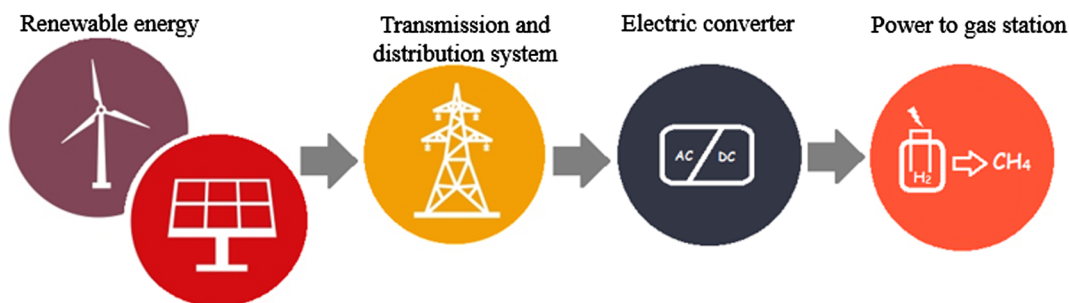 Renewable energy
Transmission and
distribution system
Electric converter
Power to gas station
AC/DC
H₂
CH₄